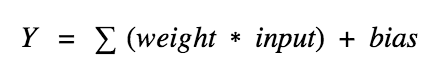 Y = ∑ (weight * input) + bias